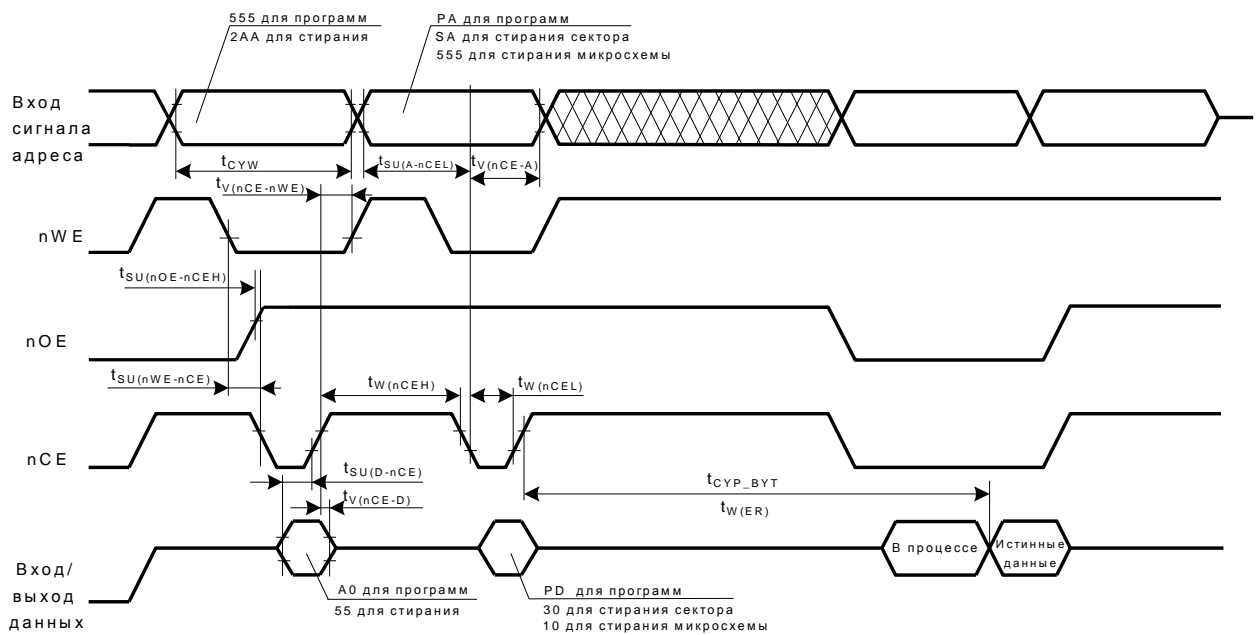 555 для программ
2АА для стирания
PA для программ
SA для стирания сектора
555 для стирания микросхемы
Вход
сигнала
адреса
tCYW
tSU(A-nCEL)
tV(nCE-A)
tV(nCE-nWE)
nWE
tSU(nOE-nCEH)
nOE
tSU(nWE-nCE)
tW(nCEH)
tW(nCEL)
nCE
tSU(D-nCE)
tV(nCE-D)
tCYP_BYT
tW(ER)
В процессе
Истинные
данные
Вход/
выход
данных
A0 для программ
55 для стирания
PD для программ
30 для стирания сектора
10 для стирания микросхемы